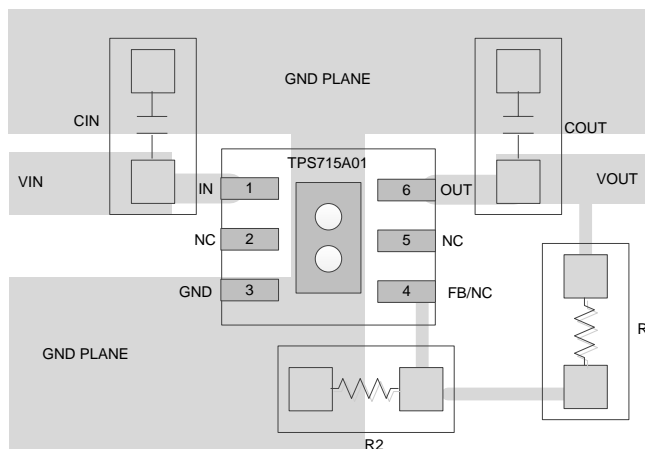 GND PLANE
CIN
COUT
TPS715A01
VIN
IN
1
6
OUT
VOUT
NC
2
5
NC
GND
3
4
FB/NC
R
GND PLANE
R2